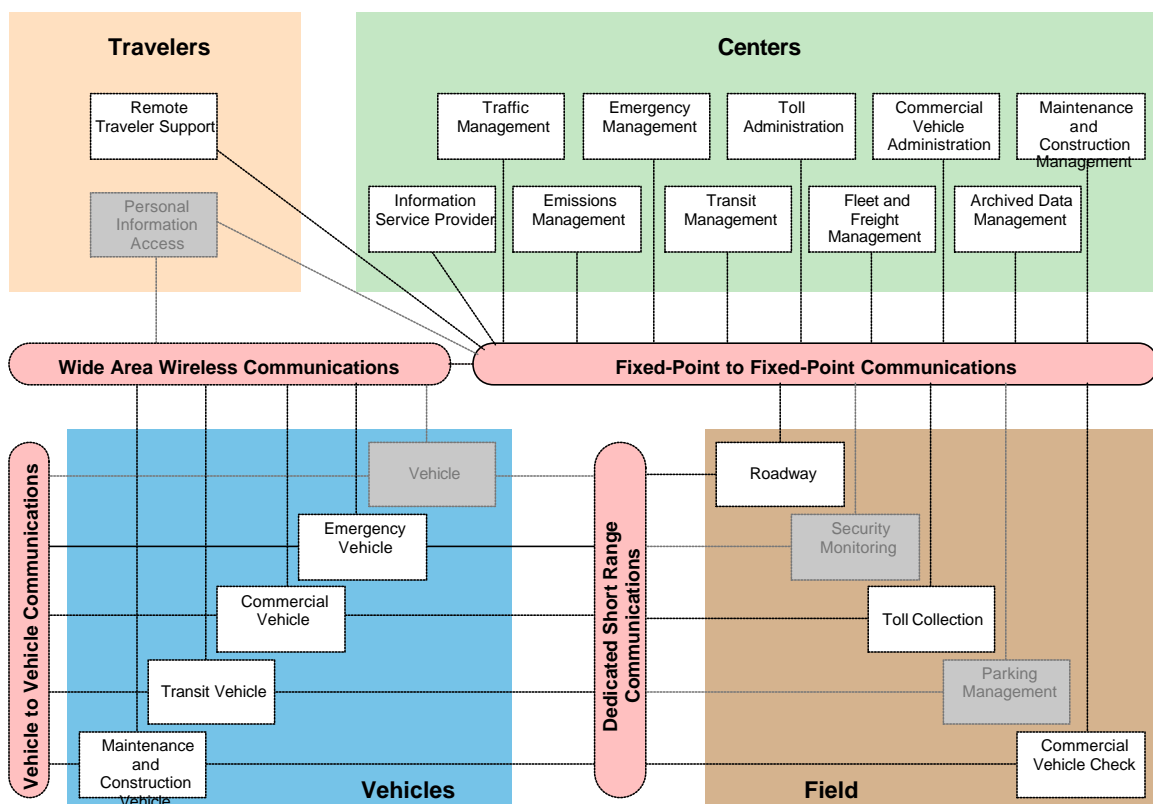 Travelers
Centers
Remote
Traveler Support
Traffic
Management
Emergency
Management
Toll
Administration
Commercial
Vehicle
Administration
Maintenance
and
Construction
Management
Personal
Information
Access
Information
Service Provider
Emissions
Management
Transit
Management
Fleet and
Freight
Management
Archived Data
Management
Wide Area Wireless Communications
Fixed-Point to Fixed-Point Communications
Vehicle to Vehicle Communications
Vehicle
Emergency
Vehicle
Commercial
Vehicle
Transit Vehicle
Maintenance
and
Construction
Vehicle
Vehicles
Dedicated Short Range
Communications
Roadway
Security
Monitoring
Toll Collection
Parking
Management
Commercial
Vehicle Check
Field